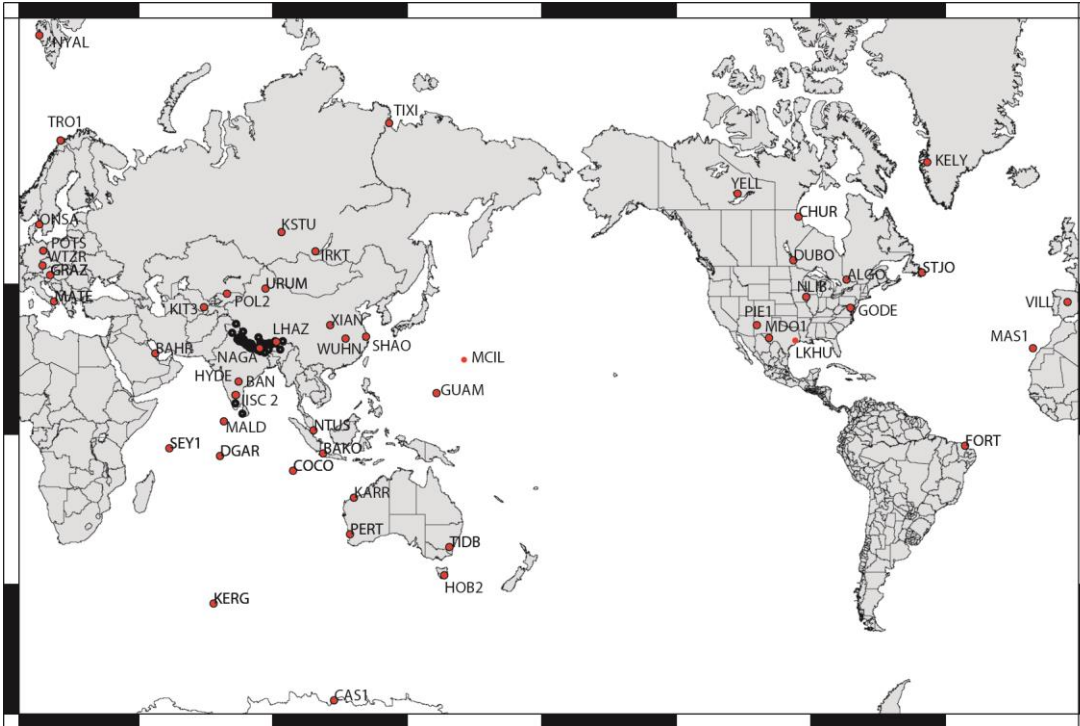 NYAL
TIXI
TRO1
KELY
YELL
CHUR
ONSA
KSTU
POTS
IRKT
DUBO
WTZR
GRAZ
STJO
ALGO
URUM
NLIB
POL2
MATE
KIT3
VILL
GODE
PIE1
XIAN
MDO1
MAS1
LHAZ
WUHN
SHAO
LKHU
BAHR
NAGA
MCIL
HYDE
BAN
GUAM
IISC 2
MALD
NTUS
SEY1
FORT
DGAR
BAKO
COCO
KARR
PERT
TIDB
HOB2
KERG
CAS1